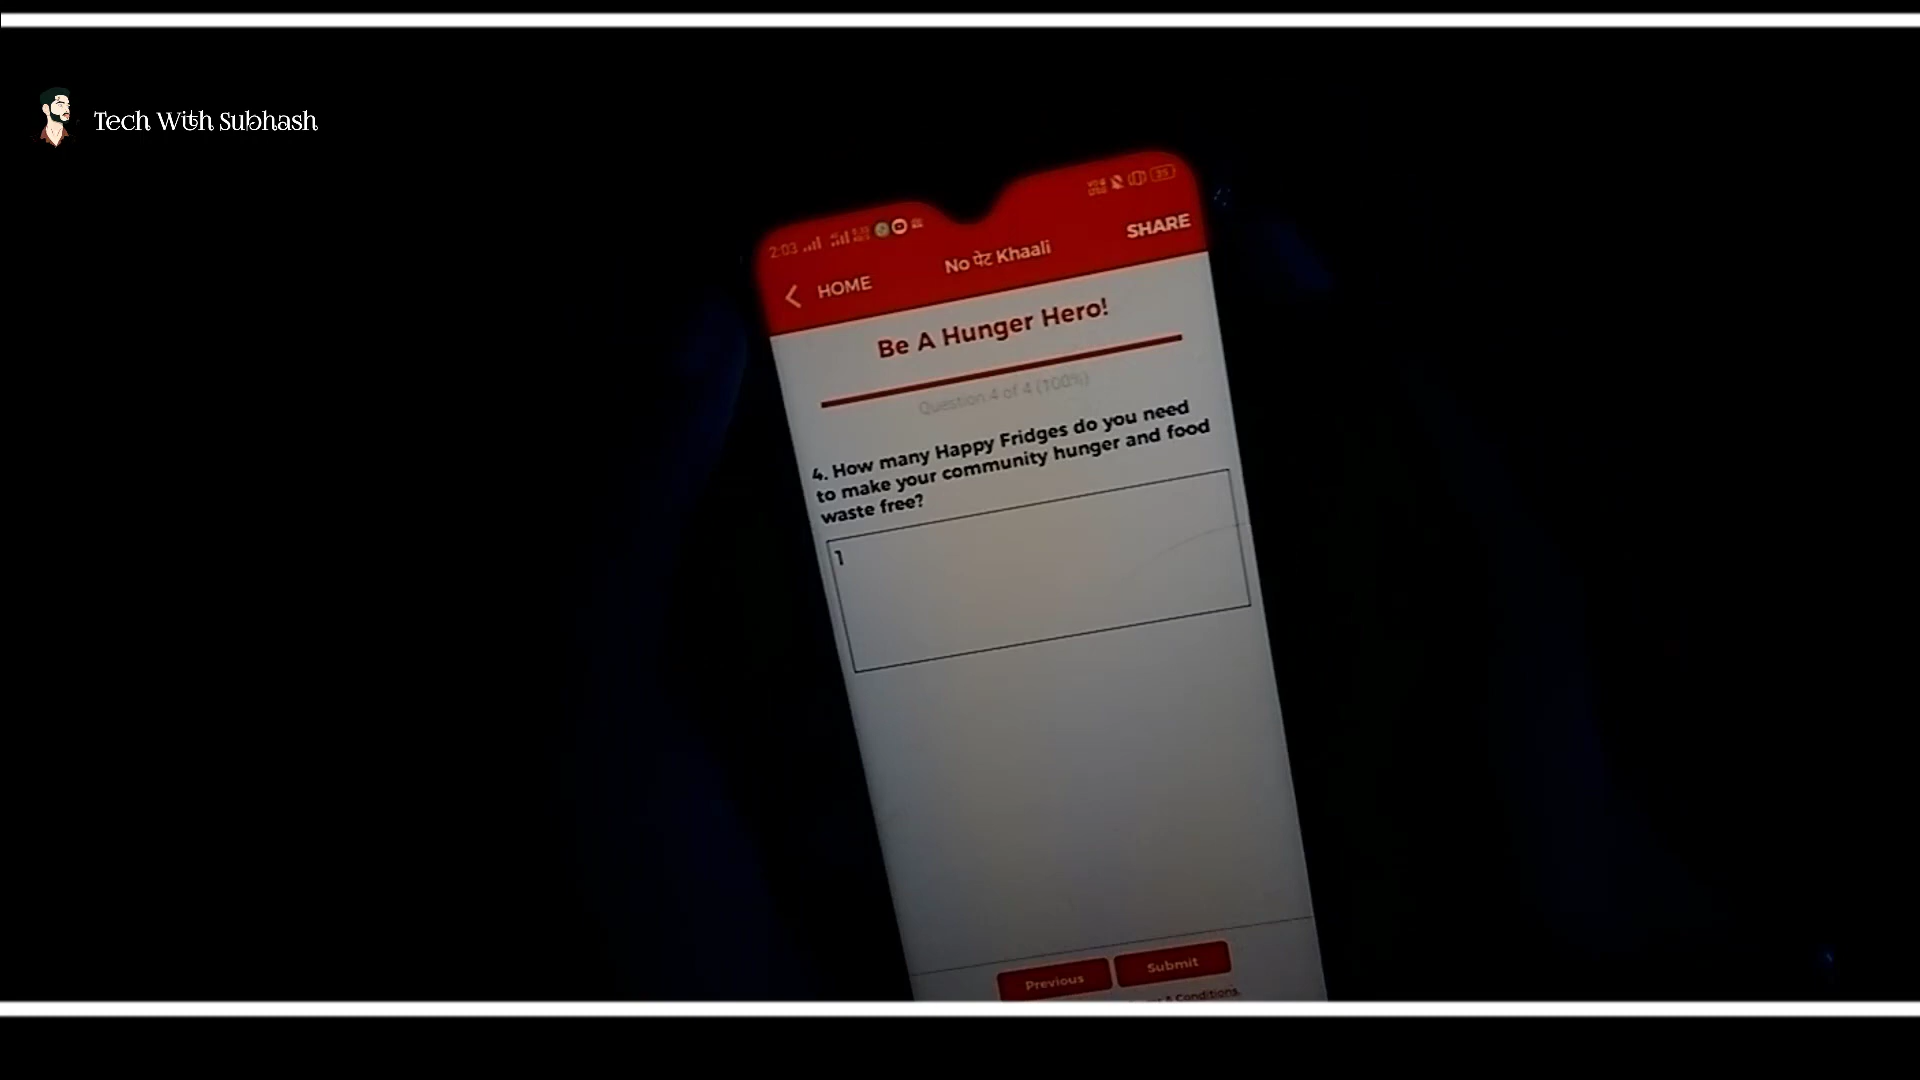 Tech With Subhash
2:03
HOME
No पेट Khaali
SHARE
Be A Hunger Hero!
Question 4 of 4 (100%)
4. How many Happy Fridges do you need
to make your community hunger and food
waste free?
1
Previous
Submit
& Conditions.